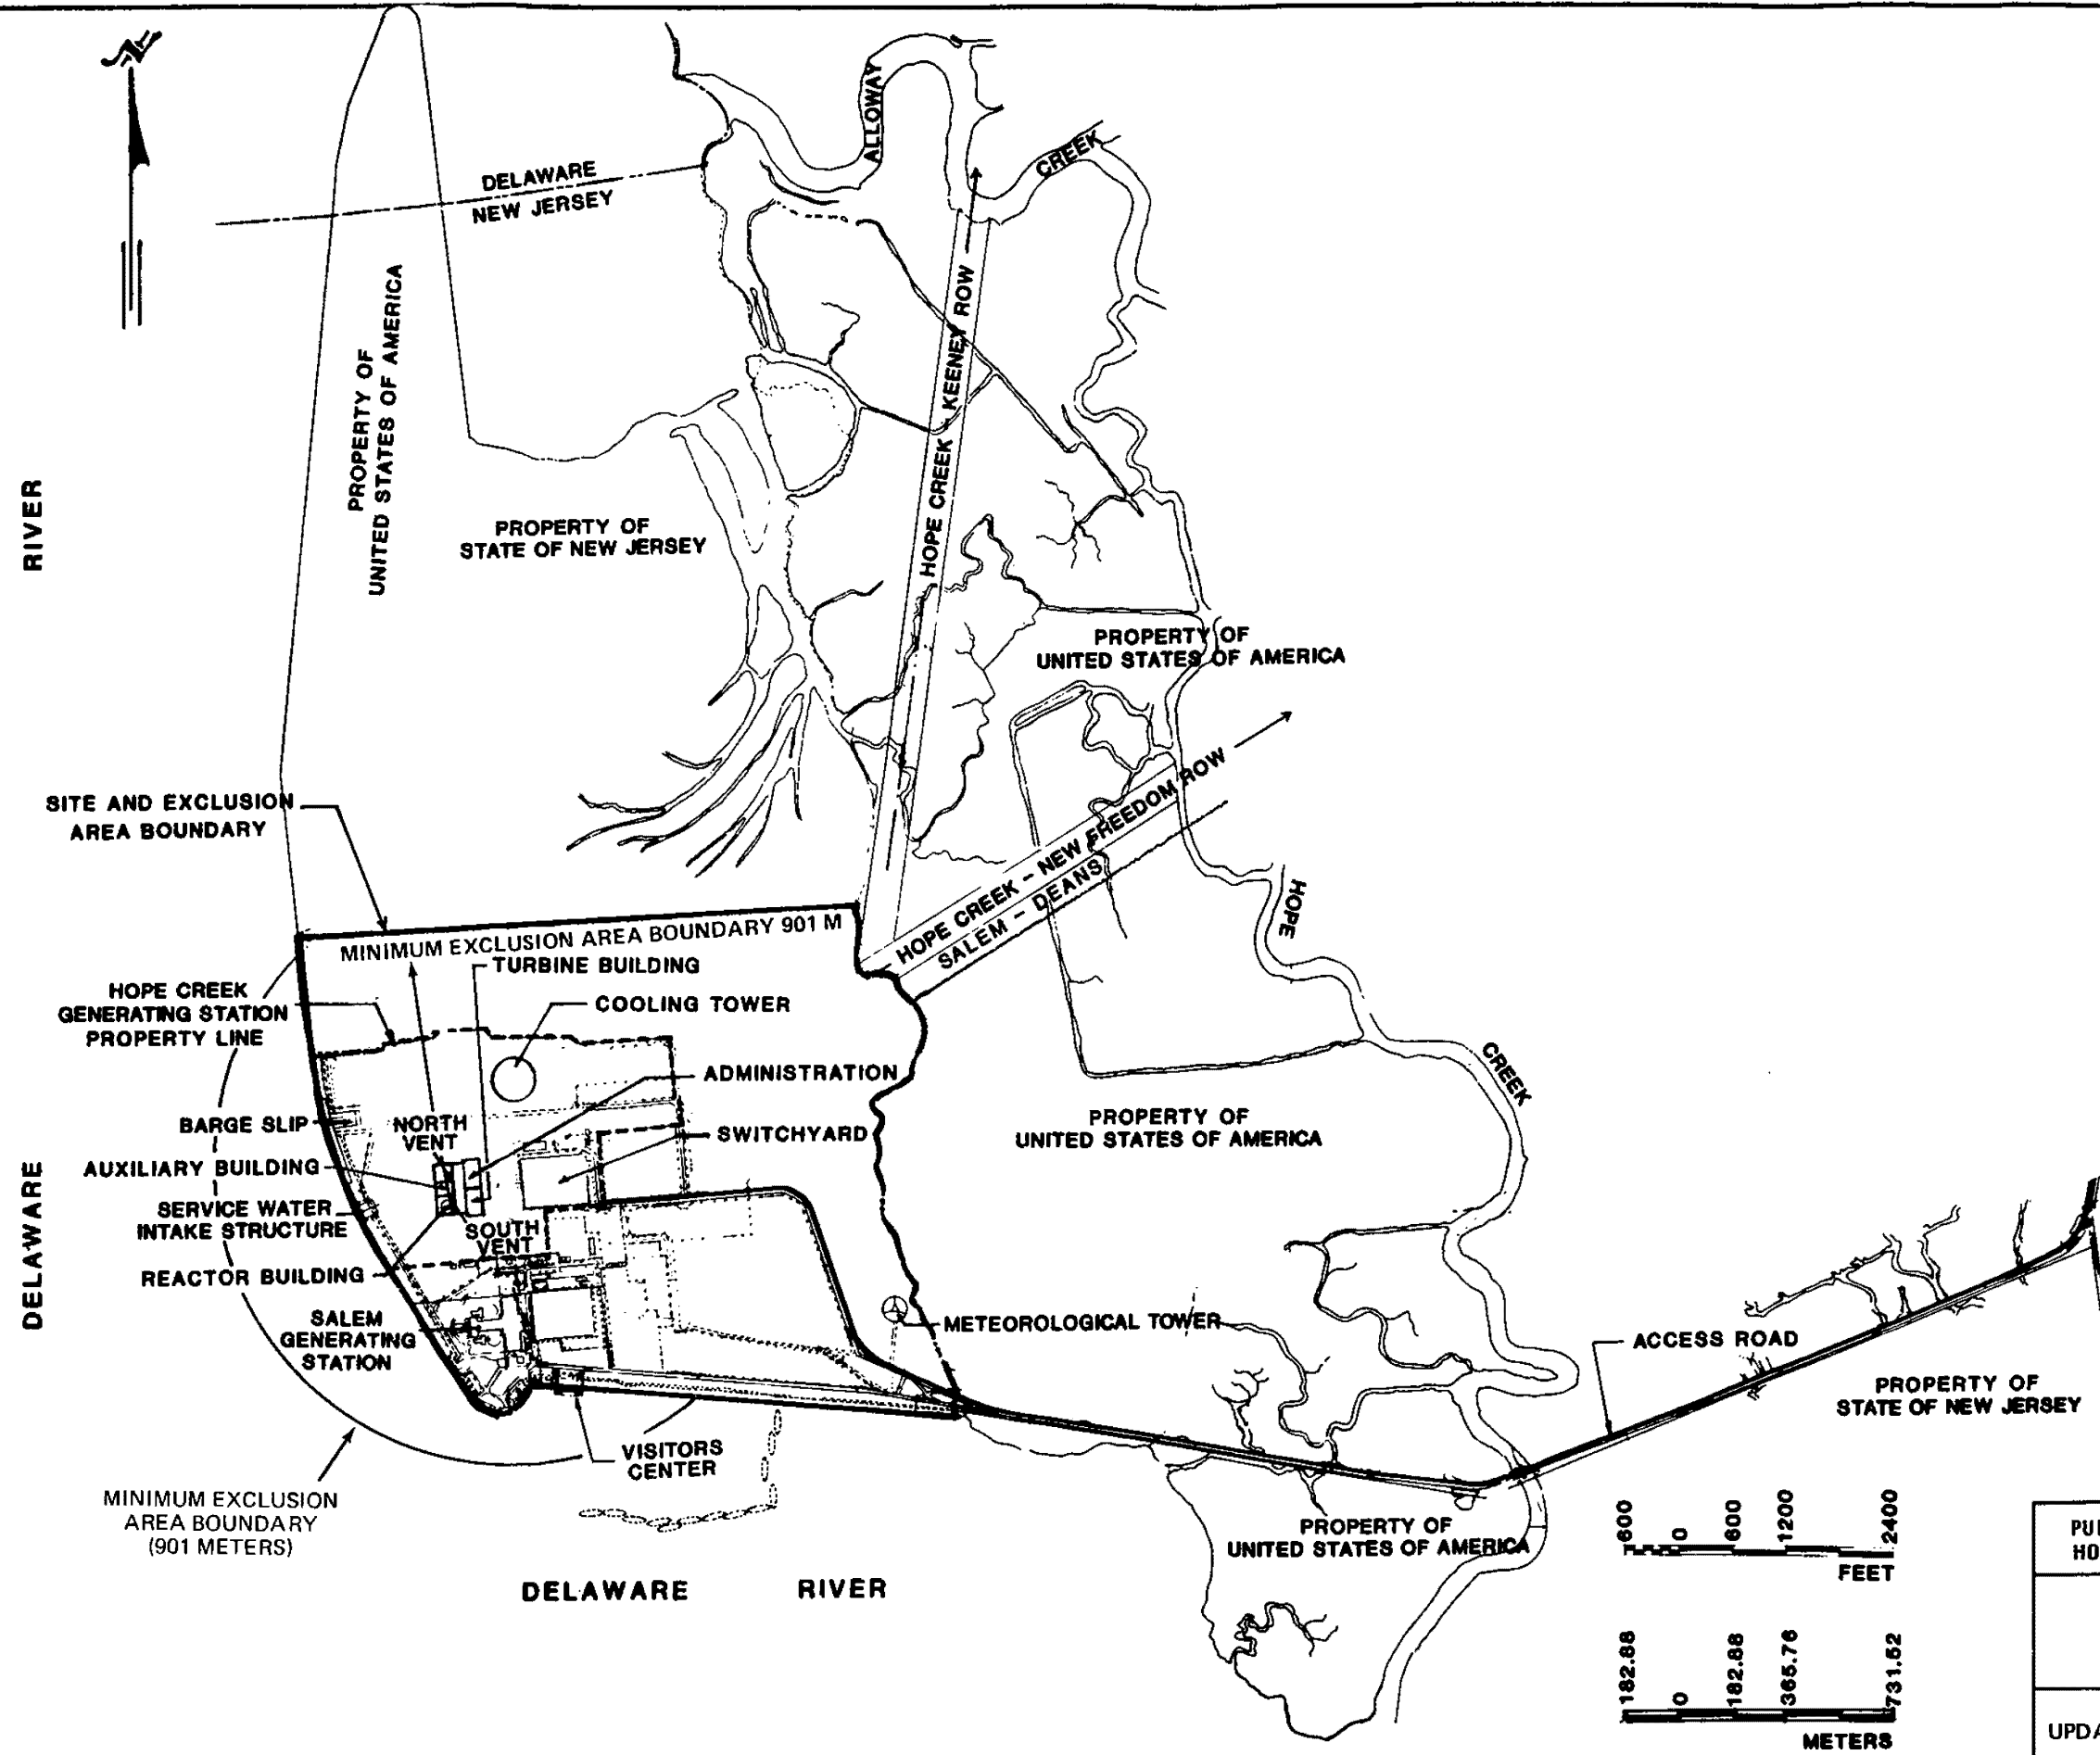 N
ALLOWAY
CREEK
DELAWARE
NEW JERSEY
PROPERTY OF
UNITED STATES OF AMERICA
HOPE CREEK - KEENEY ROW
RIVER
PROPERTY OF
STATE OF NEW JERSEY
PROPERTY OF
UNITED STATES OF AMERICA
SITE AND EXCLUSION
AREA BOUNDARY
HOPE CREEK - NEW FREEDOM ROW
SALEM - DEANS
HOPE
CREEK
MINIMUM EXCLUSION AREA BOUNDARY 901 M
TURBINE BUILDING
HOPE CREEK
GENERATING STATION
PROPERTY LINE
COOLING TOWER
ADMINISTRATION
BARGE SLIP
NORTH
VENT
SWITCHYARD
PROPERTY OF
UNITED STATES OF AMERICA
AUXILIARY BUILDING
SERVICE WATER
INTAKE STRUCTURE
SOUTH
VENT
REACTOR BUILDING
DELAWARE
SALEM
GENERATING
STATION
METEOROLOGICAL TOWER
ACCESS ROAD
PROPERTY OF
STATE OF NEW JERSEY
VISITORS
CENTER
MINIMUM EXCLUSION
AREA BOUNDARY
(901 METERS)
PROPERTY OF
UNITED STATES OF AMERICA
DELAWARE RIVER
600 0 600 1200 2400
FEET
182.88 0 182.88 365.76 731.52
METERS
PU
HO
UPDA